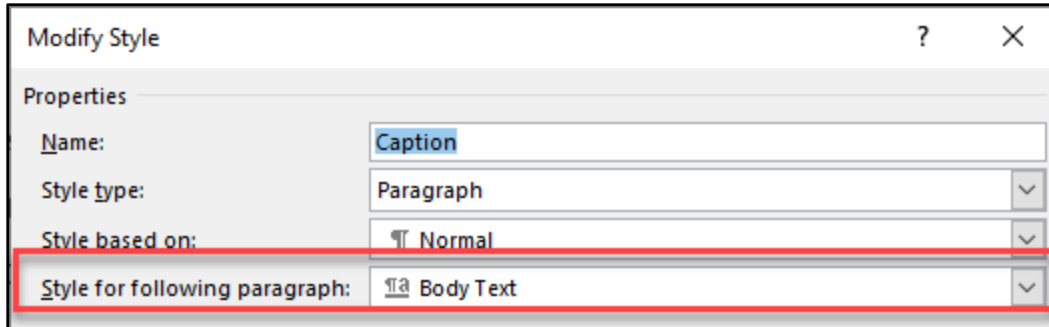 Modify Style ? ×
Properties
Name: Caption
Style type: Paragraph
Style based on: ¶ Normal
Style for following paragraph: ¶a Body Text